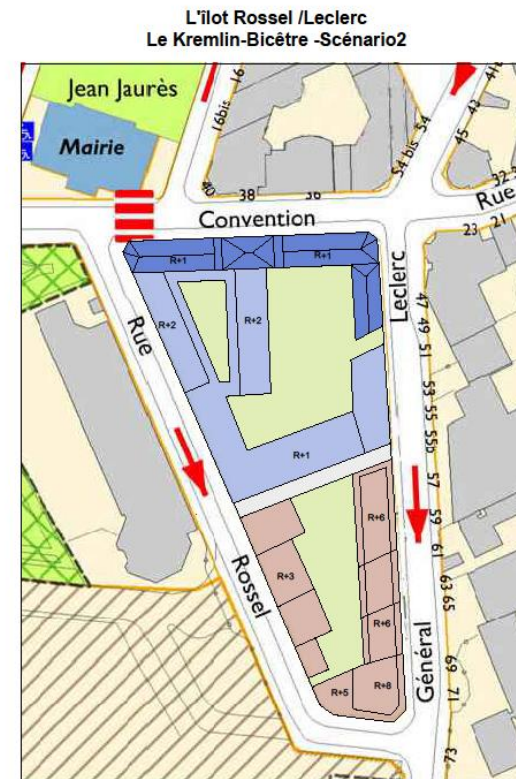 L'îlot Rossel /Leclerc
Le Kremlin-Bicêtre -Scénario2
Jean Jaurès
Mairie
16bis
16
40
38
36
54 bis
54
45
43
41b
32
Rue
23
21
Convention
R+1
R+1
Leclerc
Rue
R+2
R+2
47
49
51
53
55
55b
57
59
61
63
65
69
71
73
R+1
Rossel
R+3
R+6
R+6
R+5
R+8
Général